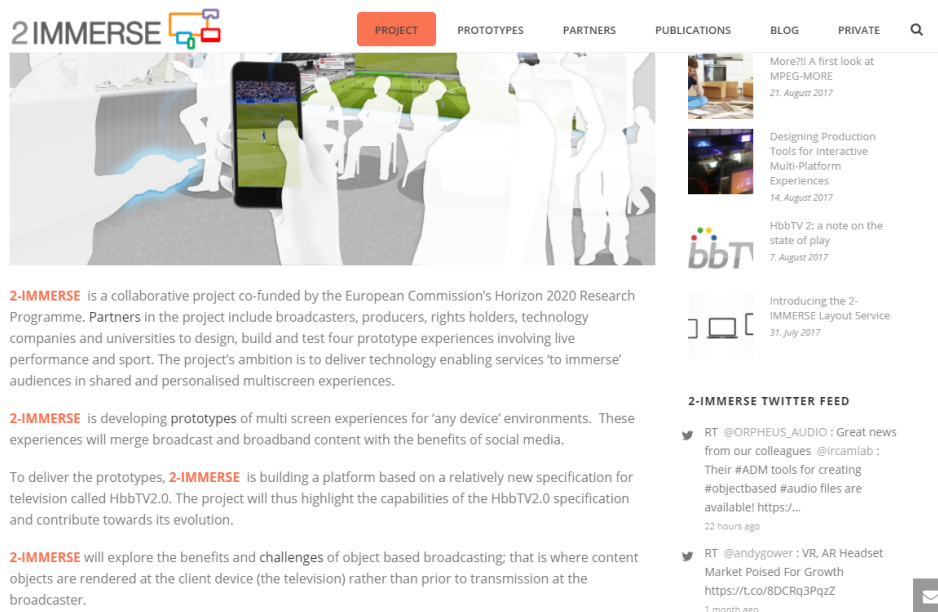 2IMMERSE
PROJECT
PROTOTYPES
PARTNERS
PUBLICATIONS
BLOG
PRIVATE
2-IMMERSE is a collaborative project co-funded by the European Commission's Horizon 2020 Research
Programme. Partners in the project include broadcasters, producers, rights holders, technology
companies and universities to design, build and test four prototype experiences involving live
performance and sport. The project's ambition is to deliver technology enabling services 'to immerse'
audiences in shared and personalised multiscreen experiences.
2-IMMERSE is developing prototypes of multi screen experiences for 'any device' environments. These
experiences will merge broadcast and broadband content with the benefits of social media.
To deliver the prototypes, 2-IMMERSE is building a platform based on a relatively new specification for
television called HbbTV2.0. The project will thus highlight the capabilities of the HbbTV2.0 specification
and contribute towards its evolution.
2-IMMERSE will explore the benefits and challenges of object based broadcasting; that is where content
objects are rendered at the client device (the television) rather than prior to transmission at the
broadcaster.
More?!! A first look at
MPEG-MORE
21. August 2017
Designing Production
Tools for Interactive
Multi-Platform
Experiences
14. August 2017
bbTV
HbbTV 2: a note on the
state of play
7. August 2017
Introducing the 2-
IMMERSE Layout Service
31. July 2017
2-IMMERSE TWITTER FEED
RT @ORPHEUS_AUDIO : Great news
from our colleagues @ircamlab :
Their #ADM tools for creating
#objectbased #audio files are
available! https:/...
22 hours ago
RT @andygower : VR, AR Headset
Market Poised For Growth
https://t.co/8DCRq3PqzZ
1 month ago